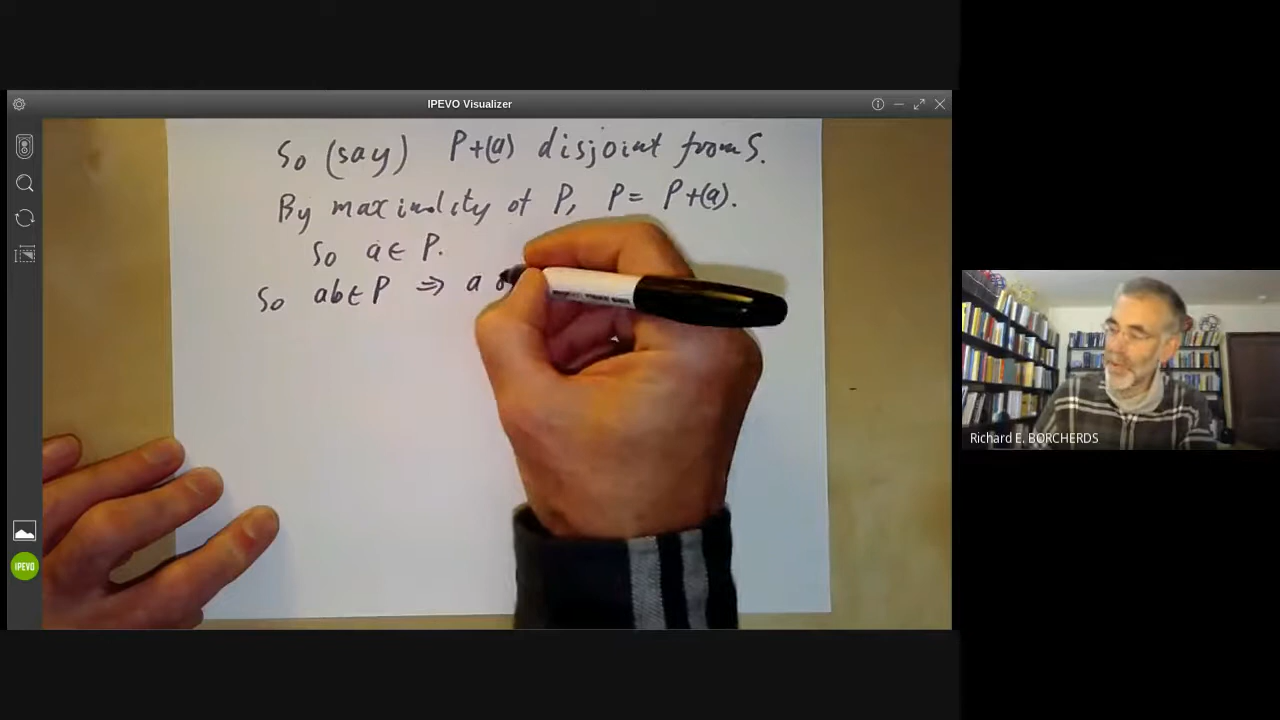 IPEVO Visualizer
So (say) P+(a) disjoint from S.
By maximality of P, P = P+(a).
So a ∈ P.
So ab ∈ P ⇒ a
IPEVO
Richard E. BORCHERDS